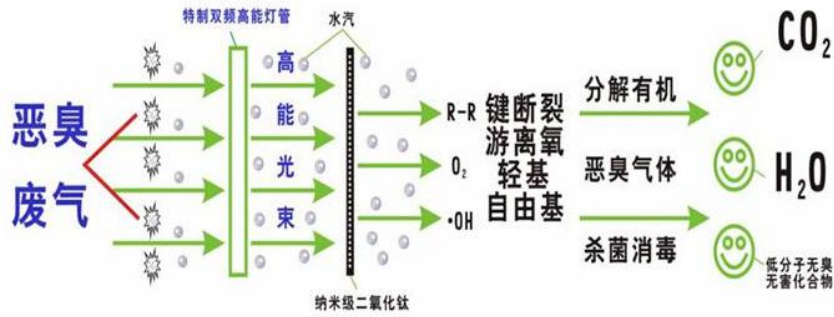 特制双频高能灯管
水汽
恶臭
废气
高
能
光
束
纳米级二氧化钛
R-R
O₂
·OH
键断裂
游离氧
轻基
自由基
分解有机
恶臭气体
杀菌消毒
CO₂
H₂O
低分子无臭
无害化合物